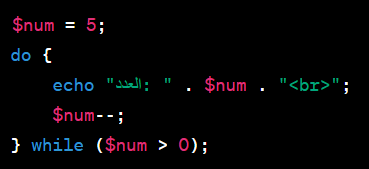 $num = 5;
do {
    echo "العدد: " . $num . "<br>";
    $num--;
} while ($num > 0);